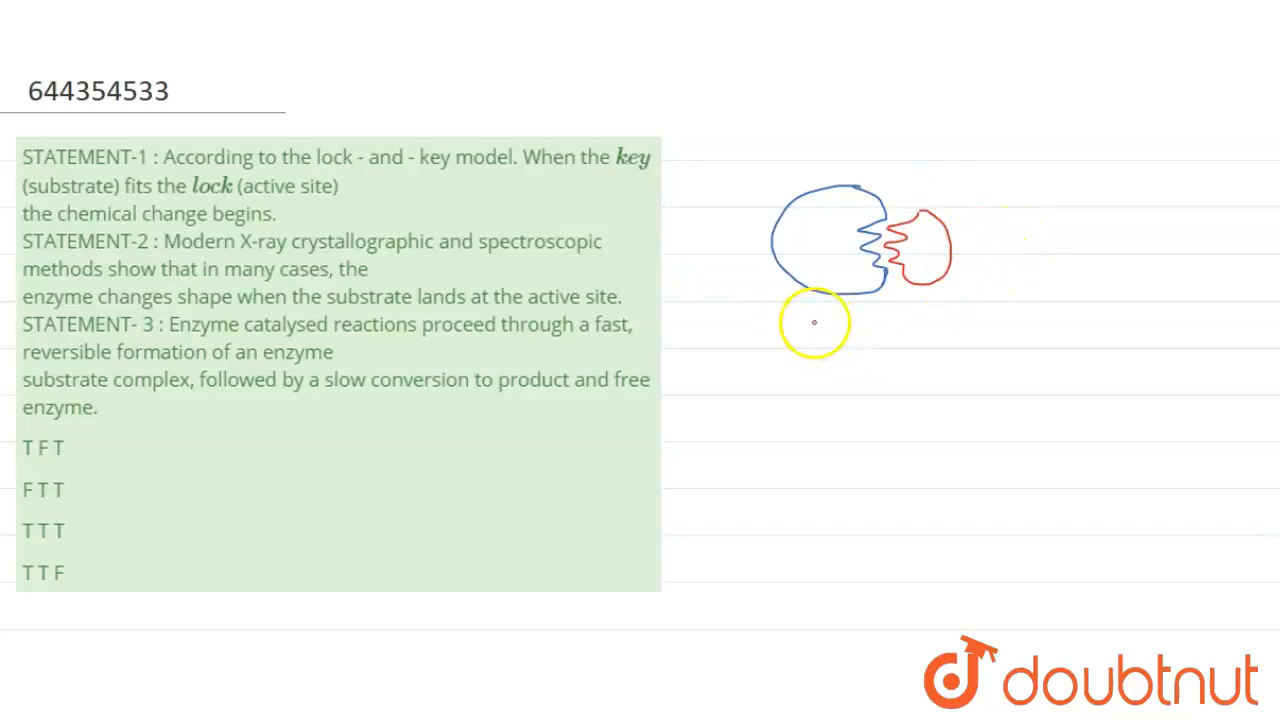 644354533
STATEMENT-1 : According to the lock - and - key model. When the key
(substrate) fits the lock (active site)
the chemical change begins.
STATEMENT-2 : Modern X-ray crystallographic and spectroscopic
methods show that in many cases, the
enzyme changes shape when the substrate lands at the active site.
STATEMENT- 3 : Enzyme catalysed reactions proceed through a fast,
reversible formation of an enzyme
substrate complex, followed by a slow conversion to product and free
enzyme.
T F T
F T T
T T T
T T F
doubtnut